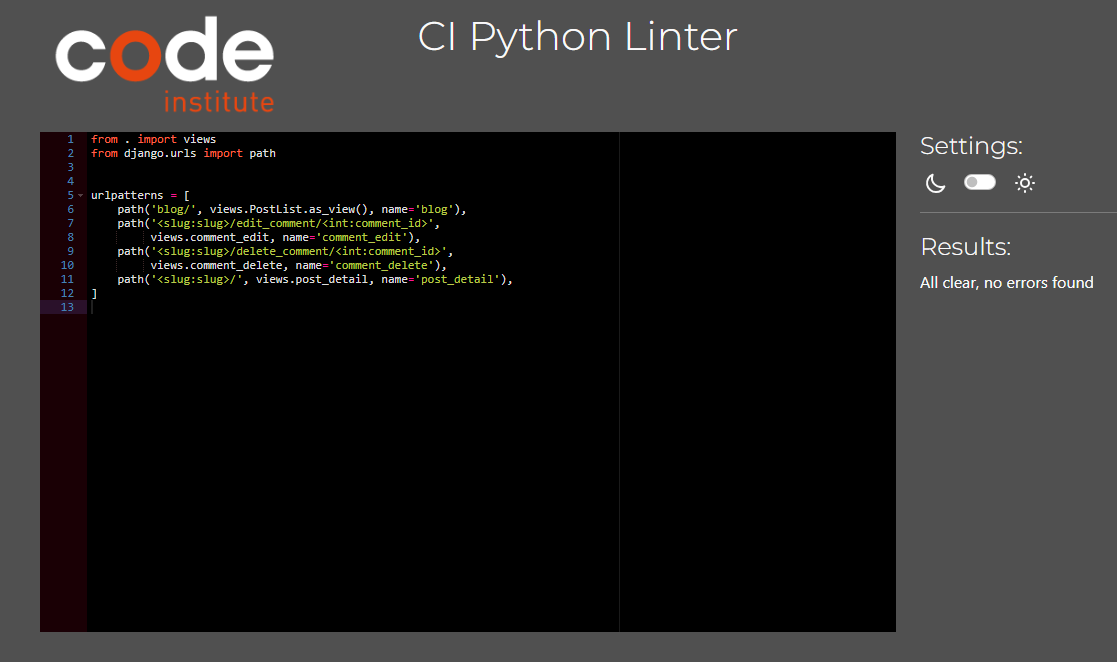 code
institute
CI Python Linter
1 from . import views
2 from django.urls import path
3
4
5 urlpatterns = [
6     path('blog/', views.PostList.as_view(), name='blog'),
7     path('<slug:slug>/edit_comment/<int:comment_id>',
8          views.comment_edit, name='comment_edit'),
9     path('<slug:slug>/delete_comment/<int:comment_id>',
10          views.comment_delete, name='comment_delete'),
11     path('<slug:slug>/', views.post_detail, name='post_detail'),
12 ]
13
Settings:
Results:
All clear, no errors found